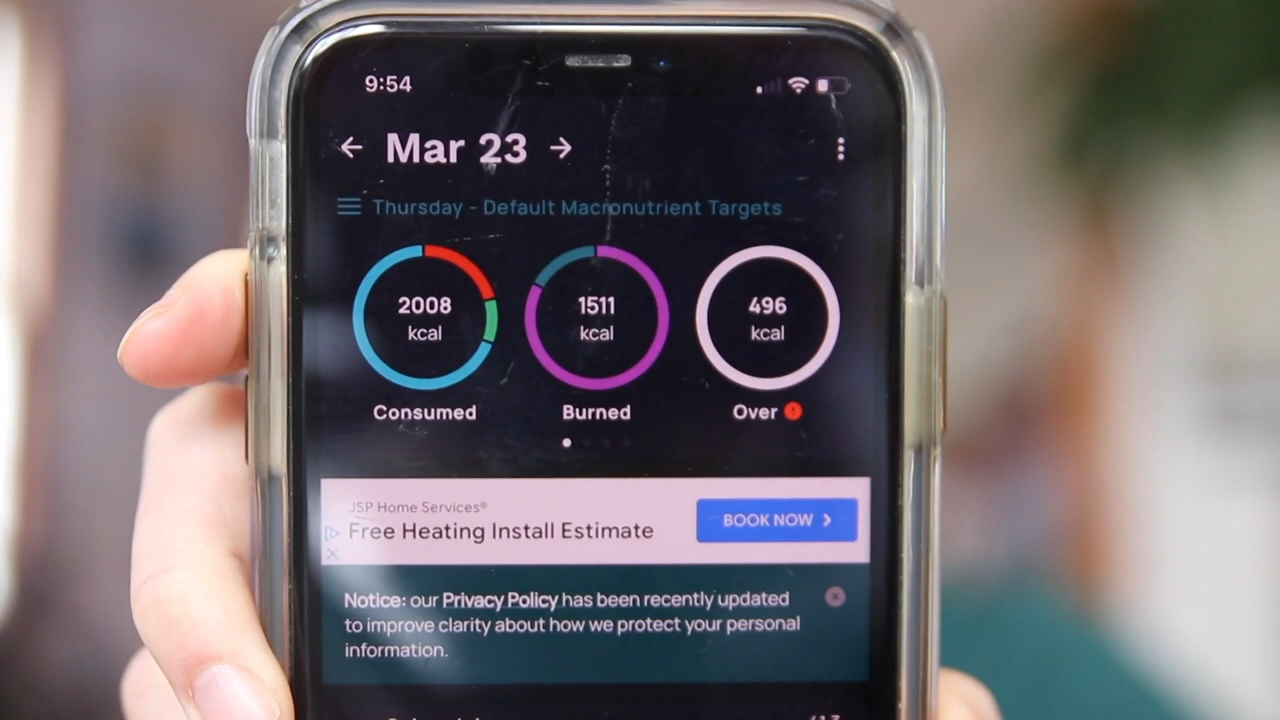 9:54
← Mar 23 →
Thursday - Default Macronutrient Targets
2008 1511 496
kcal kcal kcal
Consumed Burned Over
JSP Home Services®
Free Heating Install Estimate
BOOK NOW
Notice: our Privacy Policy has been recently updated
to improve clarity about how we protect your personal
information.